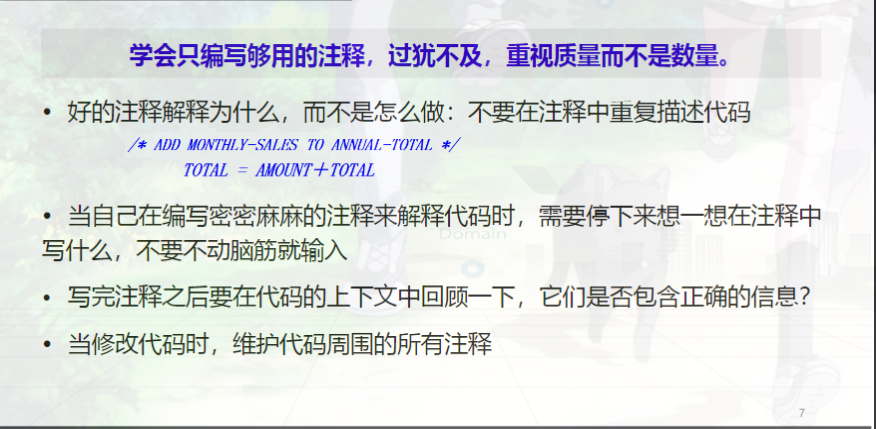 学会只编写够用的注释，过犹不及，重视质量而不是数量。
• 好的注释解释为什么，而不是怎么做：不要在注释中重复描述代码
/* ADD MONTHLY-SALES TO ANNUAL-TOTAL */
TOTAL = AMOUNT＋TOTAL
• 当自己在编写密密麻麻的注释来解释代码时，需要停下来想一想在注释中
写什么，不要不动脑筋就输入
Domain
• 写完注释之后要在代码的上下文中回顾一下，它们是否包含正确的信息？
• 当修改代码时，维护代码周围的所有注释
7